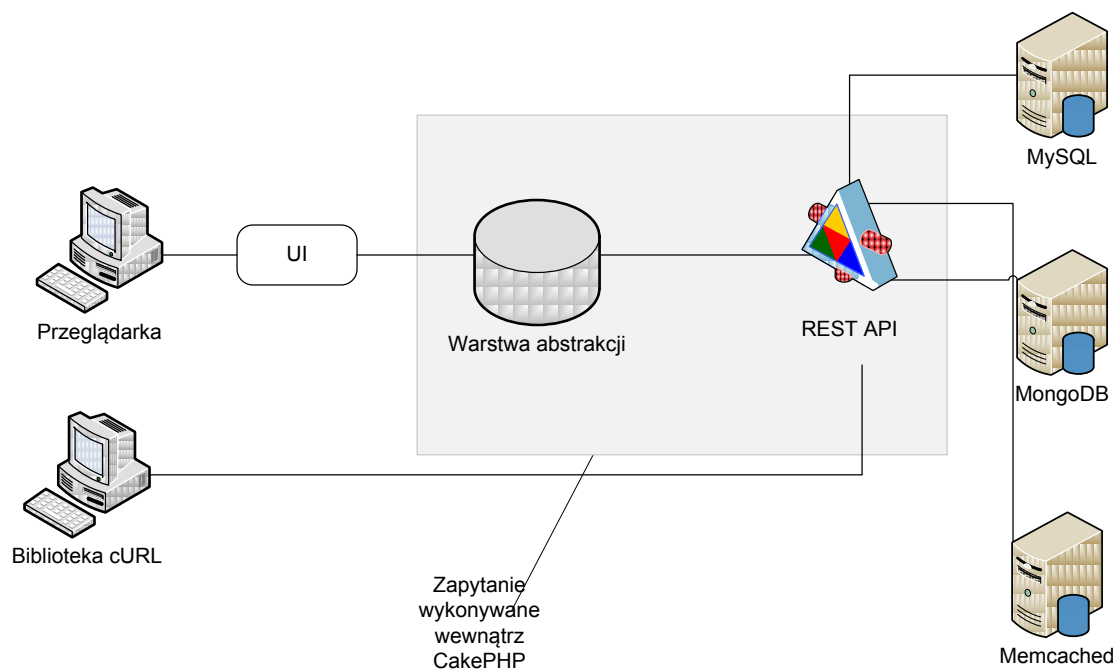 MySQL
UI
Przeglądarka
Warstwa abstrakcji
REST API
MongoDB
Biblioteka cURL
Zapytanie
wykonywane
wewnątrz
CakePHP
Memcached